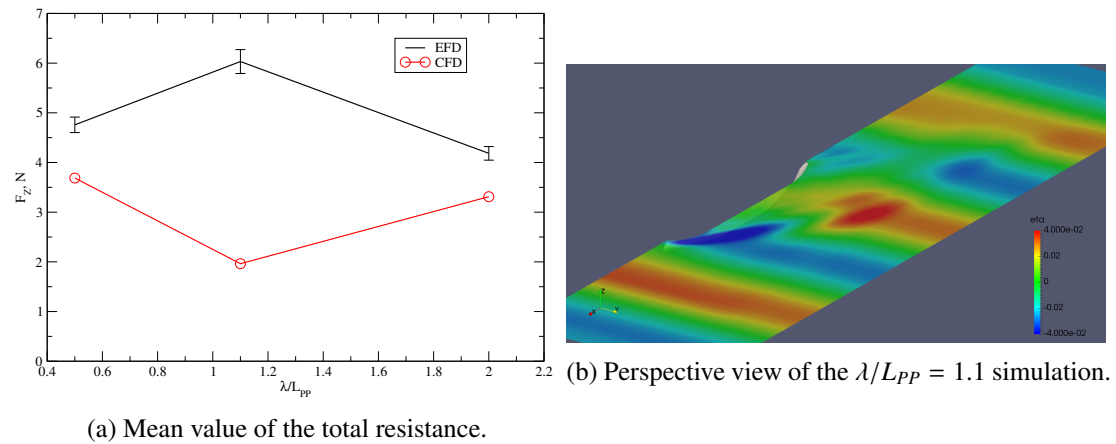 7
6
5
4
3
2
1
0
F_Z, N
0.4 0.6 0.8 1 1.2 1.4 1.6 1.8 2 2.2
λ/L_PP
EFD
CFD
(a) Mean value of the total resistance.
eta
4.000e-02
0.02
0
-0.02
-4.000e-02
Z
X
Y
(b) Perspective view of the λ/L_PP = 1.1 simulation.